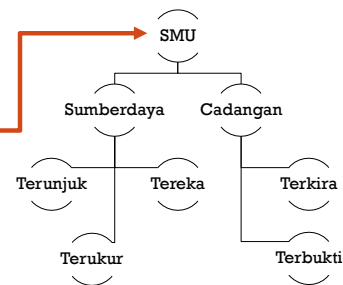 SMU
Sumberdaya
Cadangan
Terunjuk
Tereka
Terkira
Terukur
Terbukti